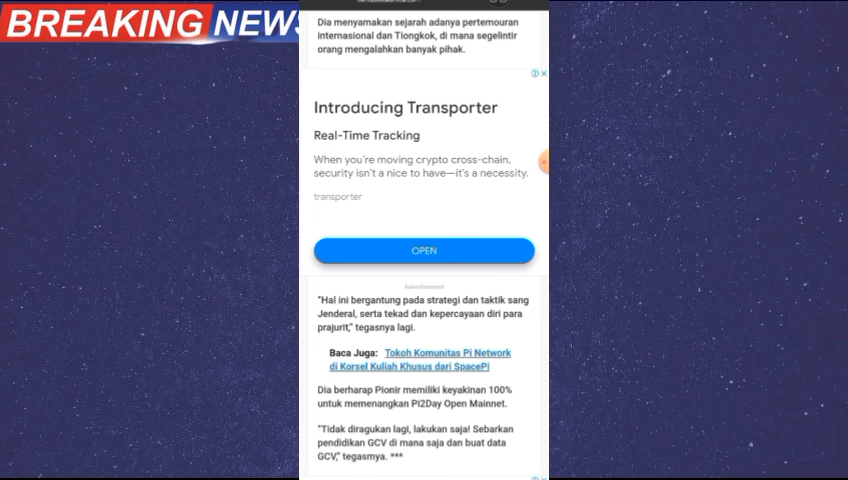 BREAKING NEWS
Dia menyamakan sejarah adanya pertemouran
internasional dan Tiongkok, di mana segelintir
orang mengalahkan banyak pihak.
Introducing Transporter
Real-Time Tracking
When you're moving crypto cross-chain,
security isn't a nice to have—it's a necessity.
transporter
OPEN
Advertisement
"Hal ini bergantung pada strategi dan taktik sang
Jenderal, serta tekad dan kepercayaan diri para
prajurit," tegasnya lagi.
Baca Juga: Tokoh Komunitas Pi Network
di Korsel Kuliah Khusus dari SpacePi
Dia berharap Pionir memiliki keyakinan 100%
untuk memenangkan Pi2Day Open Mainnet.
"Tidak diragukan lagi, lakukan saja! Sebarkan
pendidikan GCV di mana saja dan buat data
GCV," tegasmya. ***